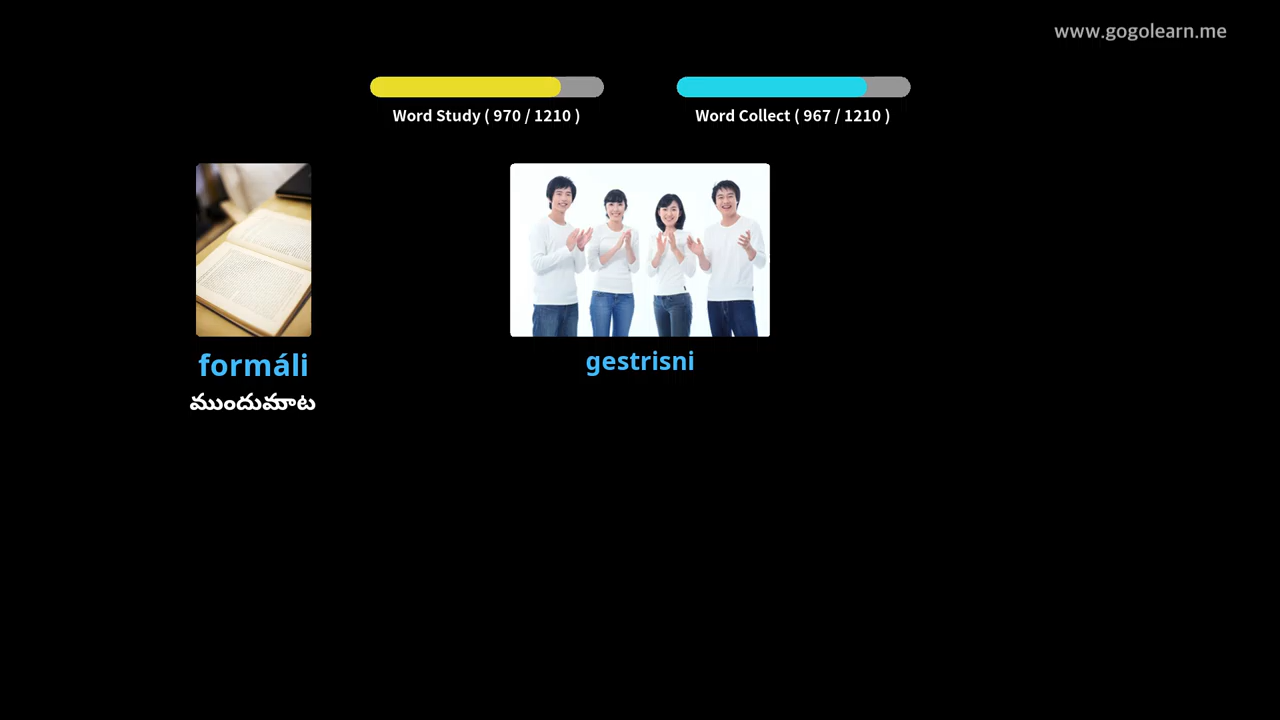 www.gogolearn.me
Word Study ( 970 / 1210 )
Word Collect ( 967 / 1210 )
formáli
ముందుమాట
gestrisni